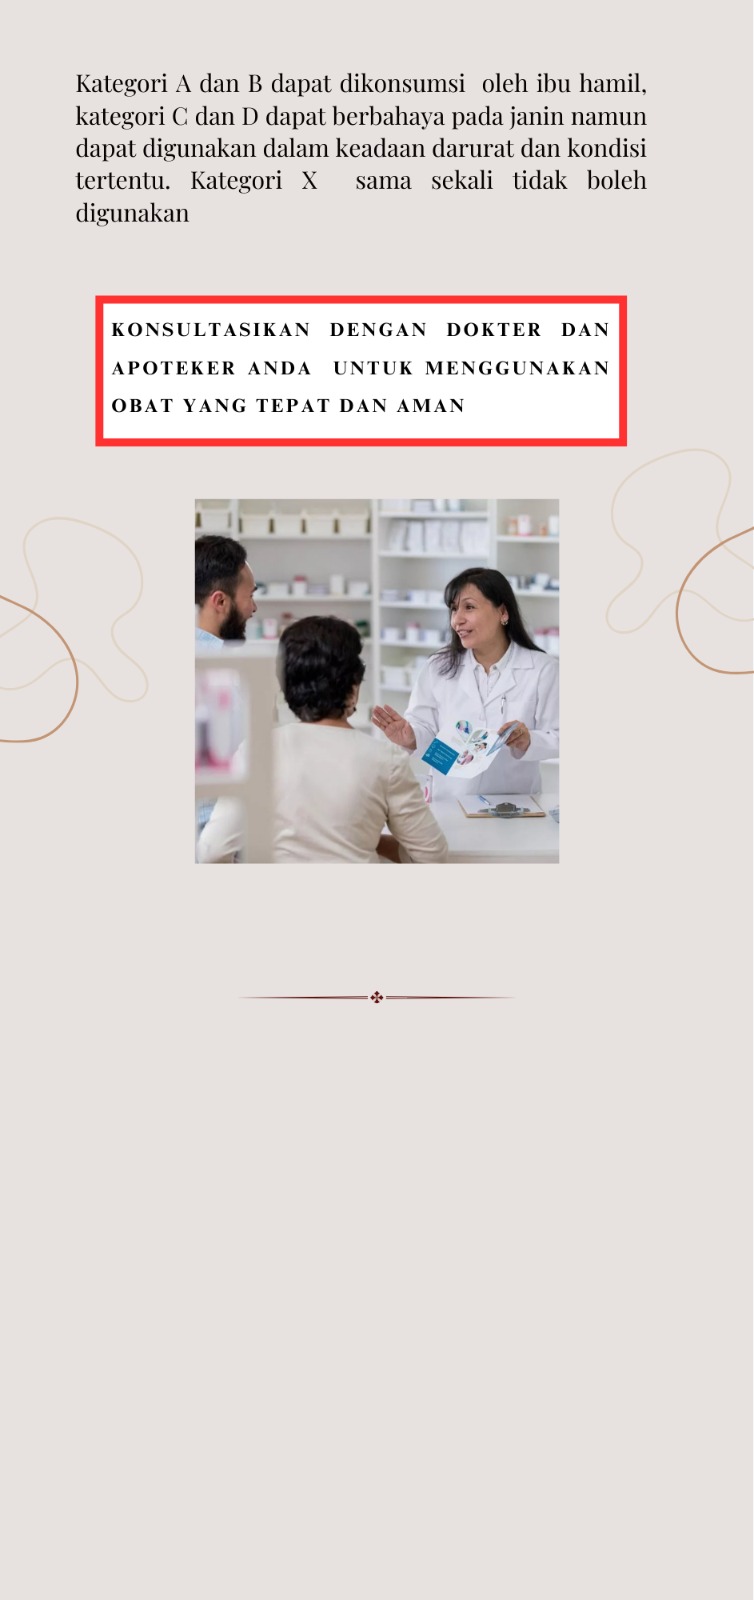 Kategori A dan B dapat dikonsumsi  oleh ibu hamil,
kategori C dan D dapat berbahaya pada janin namun
dapat digunakan dalam keadaan darurat dan kondisi
tertentu. Kategori X  sama sekali tidak boleh
digunakan
KONSULTASIKAN DENGAN DOKTER DAN
APOTEKER ANDA  UNTUK MENGGUNAKAN
OBAT YANG TEPAT DAN AMAN